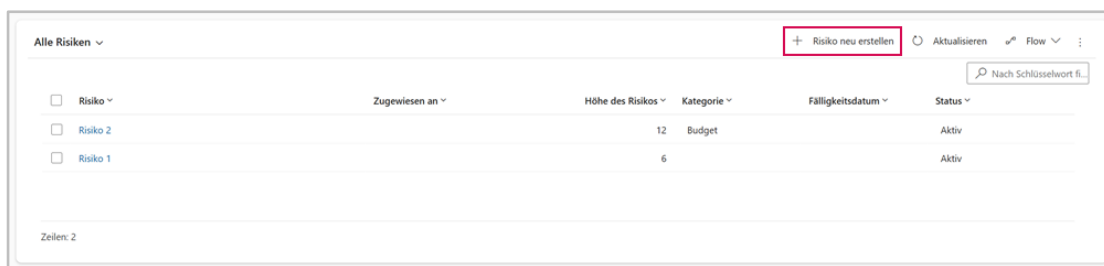 Alle Risiken
+ Risiko neu erstellen Aktualisieren Flow
Nach Schlüsselwort fi...
Risiko Zugewiesen an Höhe des Risikos Kategorie Fälligkeitsdatum Status
Risiko 2 12 Budget Aktiv
Risiko 1 6 Aktiv
Zeilen: 2